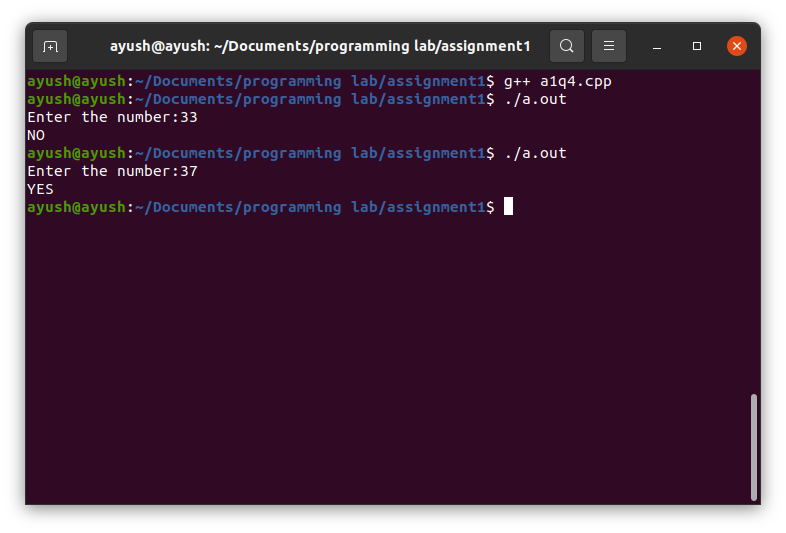 ayush@ayush: ~/Documents/programming lab/assignment1
ayush@ayush:~/Documents/programming lab/assignment1$ g++ a1q4.cpp
ayush@ayush:~/Documents/programming lab/assignment1$ ./a.out
Enter the number:33
NO
ayush@ayush:~/Documents/programming lab/assignment1$ ./a.out
Enter the number:37
YES
ayush@ayush:~/Documents/programming lab/assignment1$